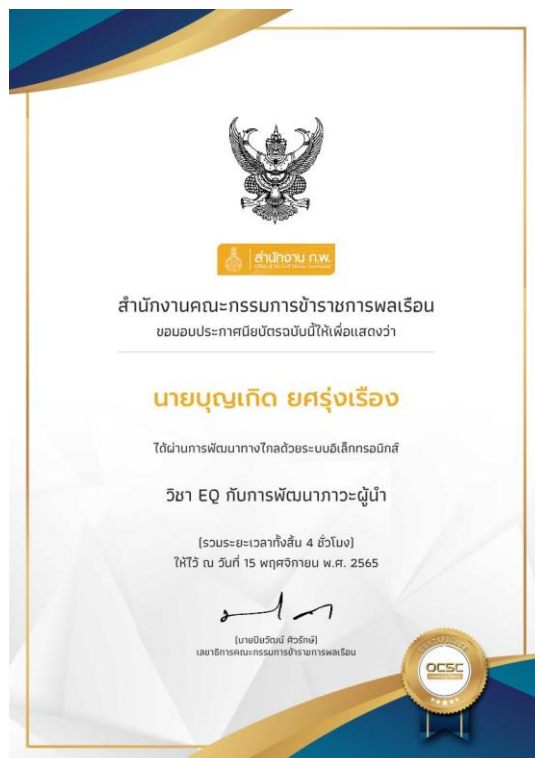 สำนักงาน ก.พ.
Office of the Civil Service Commission
สำนักงานคณะกรรมการข้าราชการพลเรือน
ขอมอบประกาศนียบัตรฉบับนี้ให้เพื่อแสดงว่า
นายบุญเกิด ยศรุ่งเรือง
ได้ผ่านการพัฒนาทางไกลด้วยระบบอิเล็กทรอนิกส์
วิชา EQ กับการพัฒนาภาวะผู้นำ
(รวมระยะเวลาทั้งสิ้น 4 ชั่วโมง)
ให้ไว้ ณ วันที่ 15 พฤศจิกายน พ.ศ. 2565
(นายปิยวัฒน์ ศิวรักษ์)
เลขาธิการคณะกรรมการข้าราชการพลเรือน
CERTIFICATE
OCSC
Learning Space